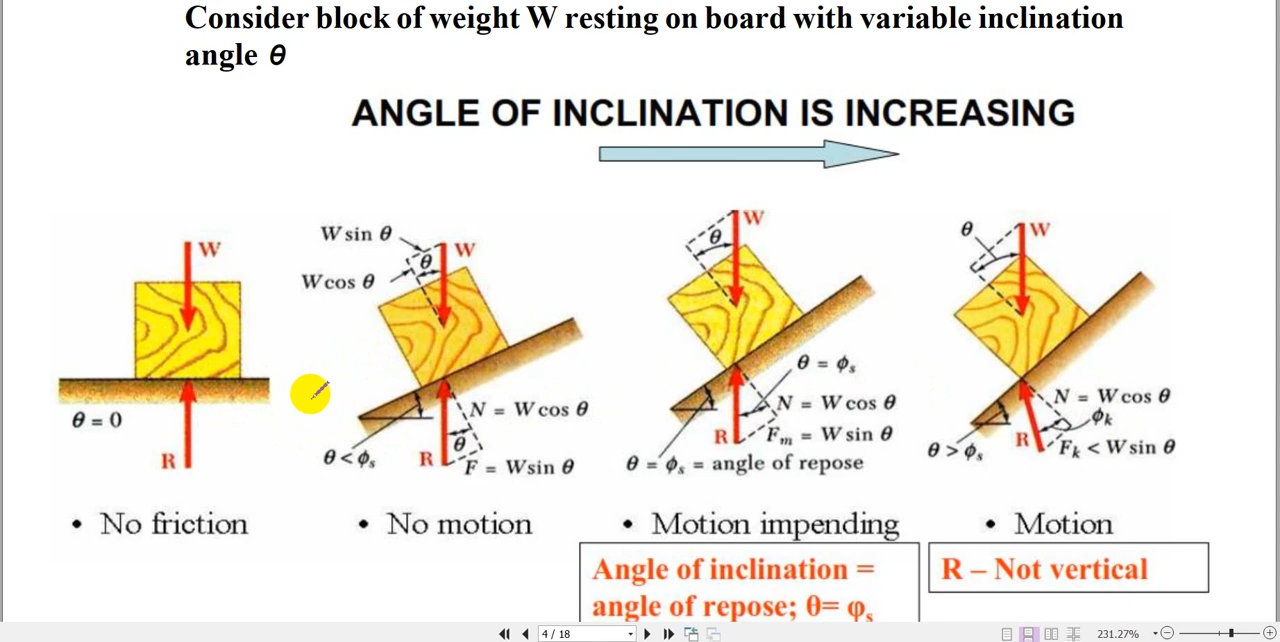 Consider block of weight W resting on board with variable inclination
angle θ
ANGLE OF INCLINATION IS INCREASING
W
θ = 0
R
• No friction
W sin θ
W cos θ
θ
W
N = W cos θ
θ
θ < ϕs
R
F = W sin θ
• No motion
W
θ
θ = ϕs
N = W cos θ
R
Fm = W sin θ
θ = ϕs = angle of repose
• Motion impending
Angle of inclination =
angle of repose; θ= φs
θ
W
N = W cos θ
ϕk
θ > ϕs
R
Fk < W sin θ
• Motion
R – Not vertical
4 / 18
231.27%